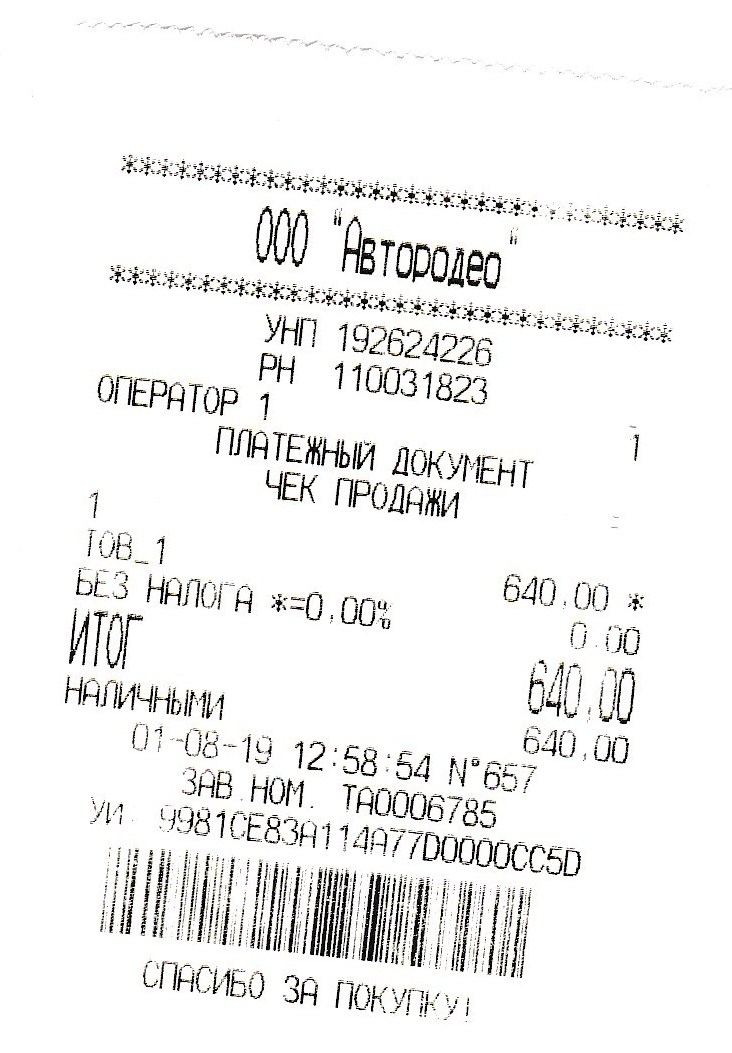 ***********************************
ООО "Автородео"
***********************************
УНП 192624226
РН 110031823
ОПЕРАТОР 1 1
ПЛАТЕЖНЫЙ ДОКУМЕНТ
ЧЕК ПРОДАЖИ
1
ТОВ_1 640,00 *
БЕЗ НАЛОГА *=0,00% 0.00
ИТОГ 640,00
НАЛИЧНЫМИ 640,00
01-08-19 12:58:54 N°657
ЗАВ.НОМ. ТА0006785
УИ. 9981CE83A114A77D0000CC5D
СПАСИБО ЗА ПОКУПКУ!